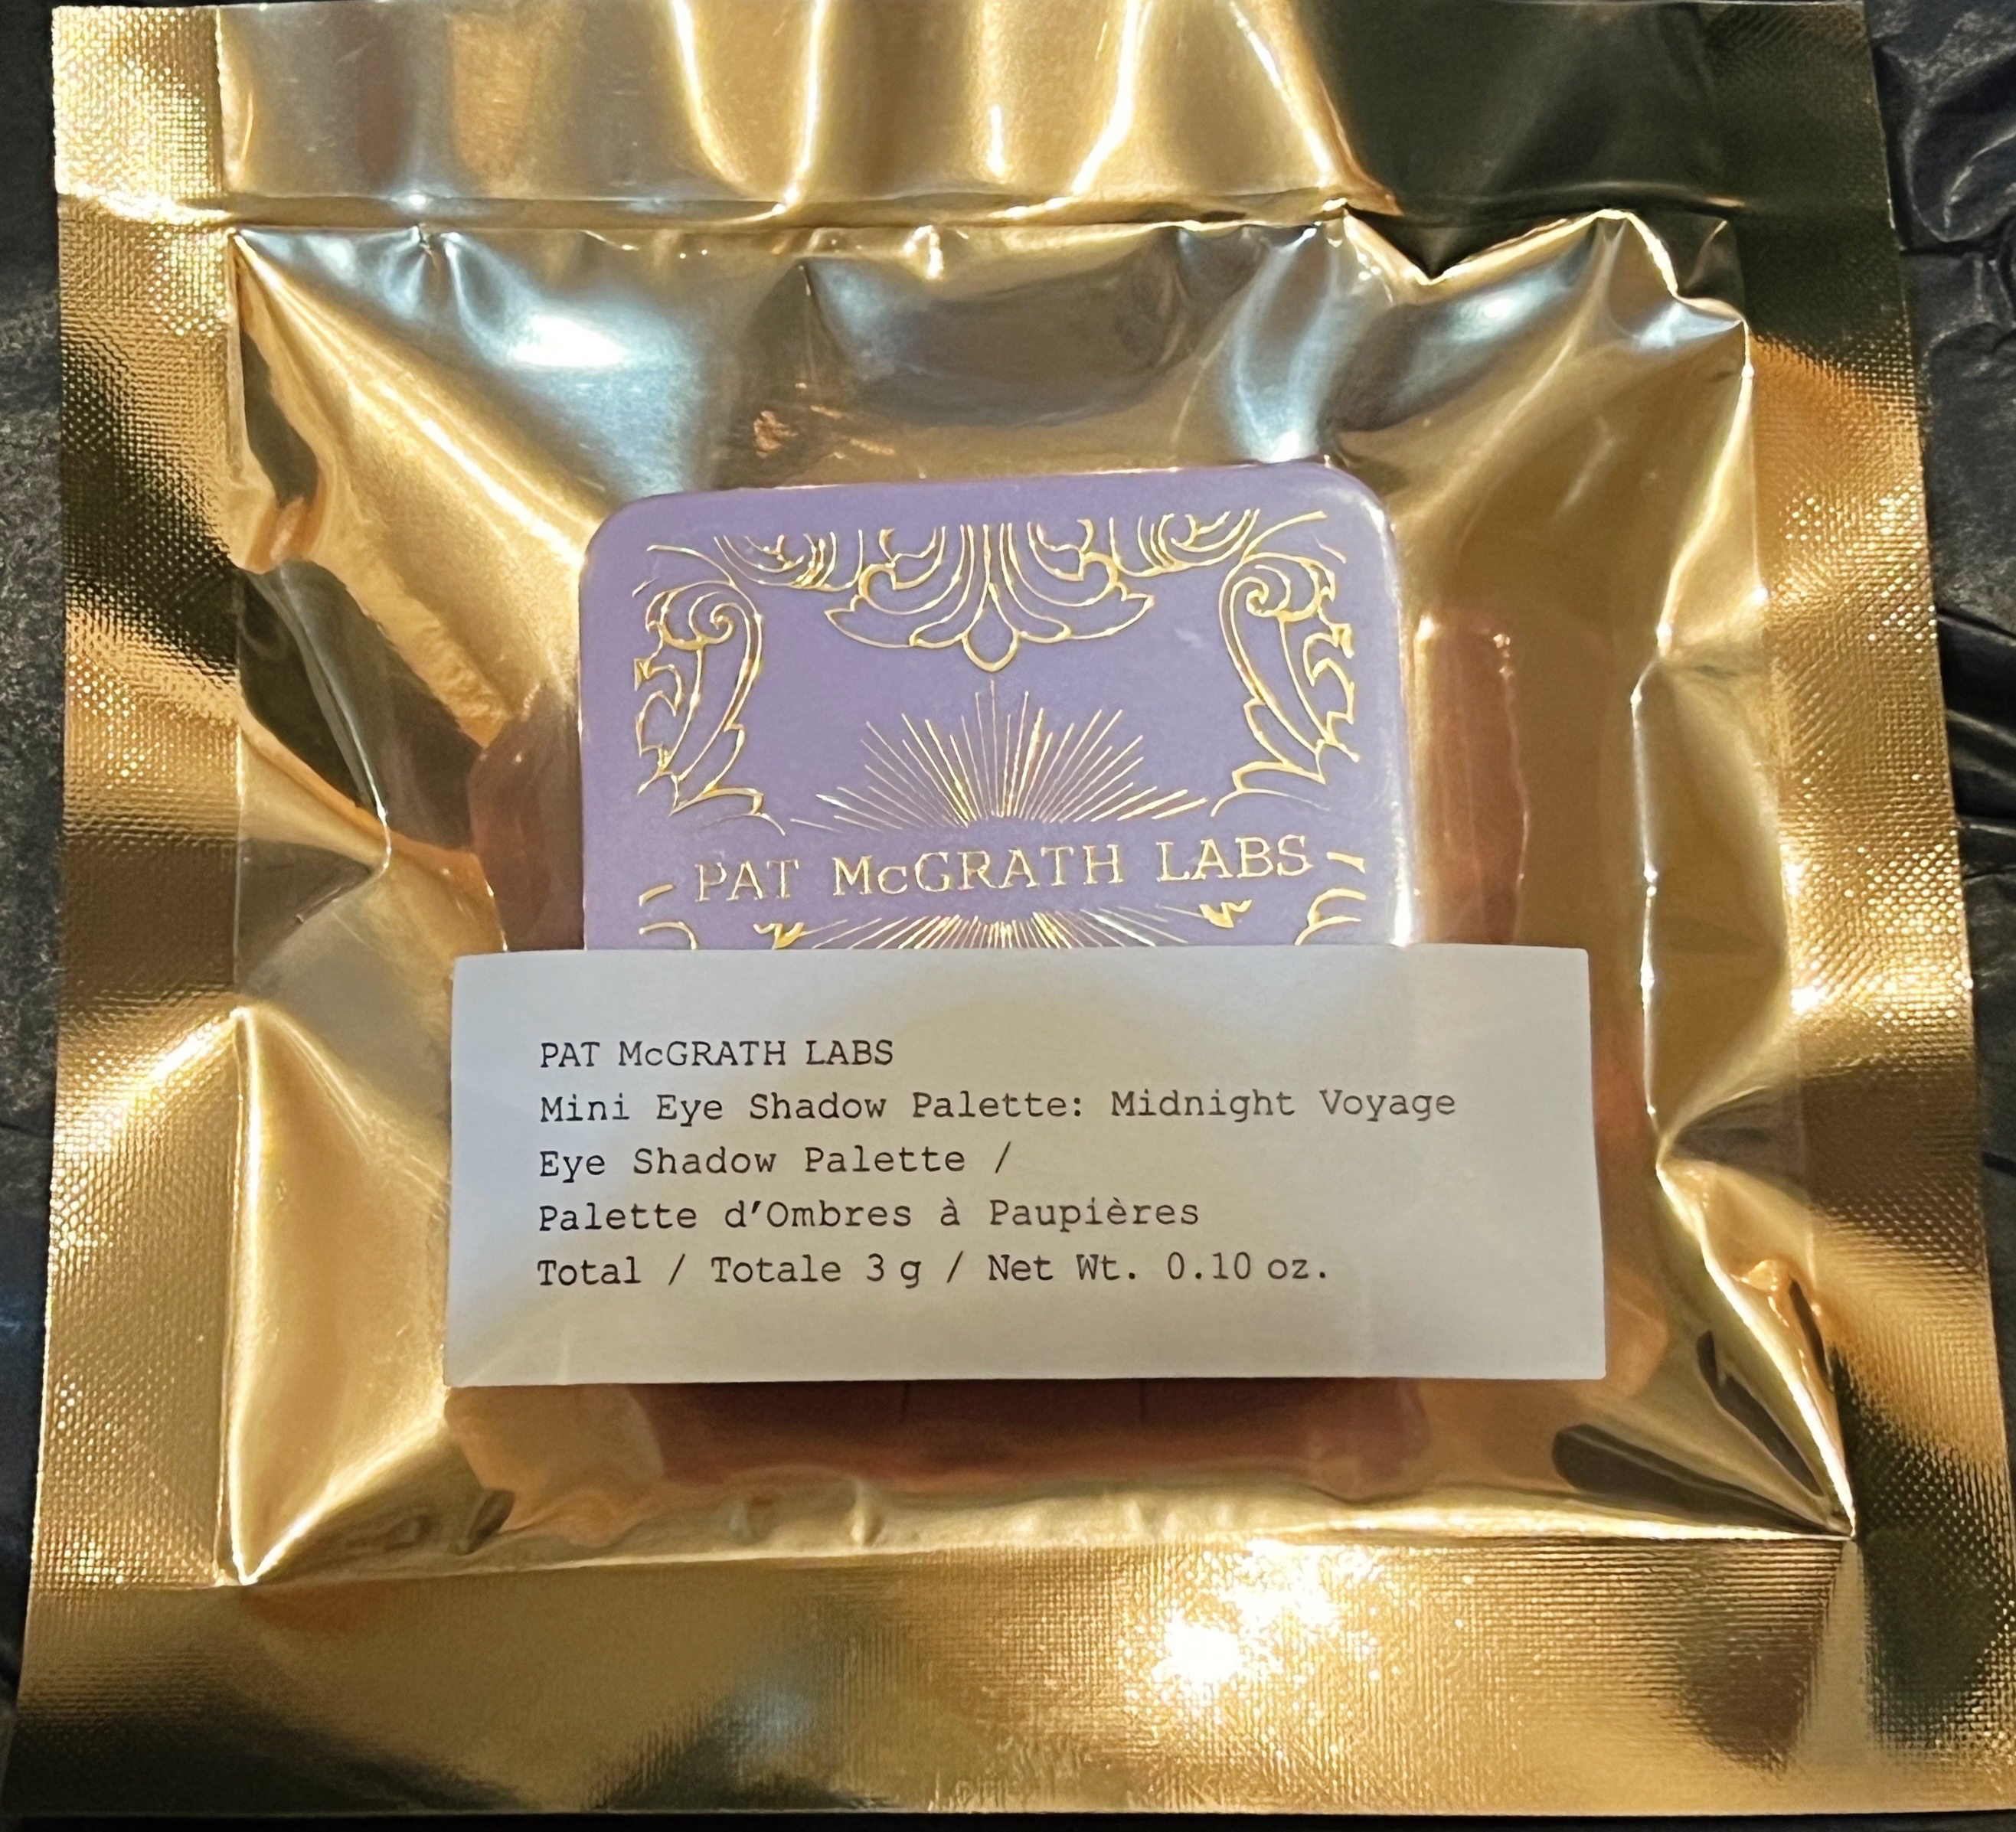 PAT McGRATH LABS
PAT McGRATH LABS
Mini Eye Shadow Palette: Midnight Voyage
Eye Shadow Palette /
Palette d'Ombres à Paupières
Total / Totale 3 g / Net Wt. 0.10 oz.